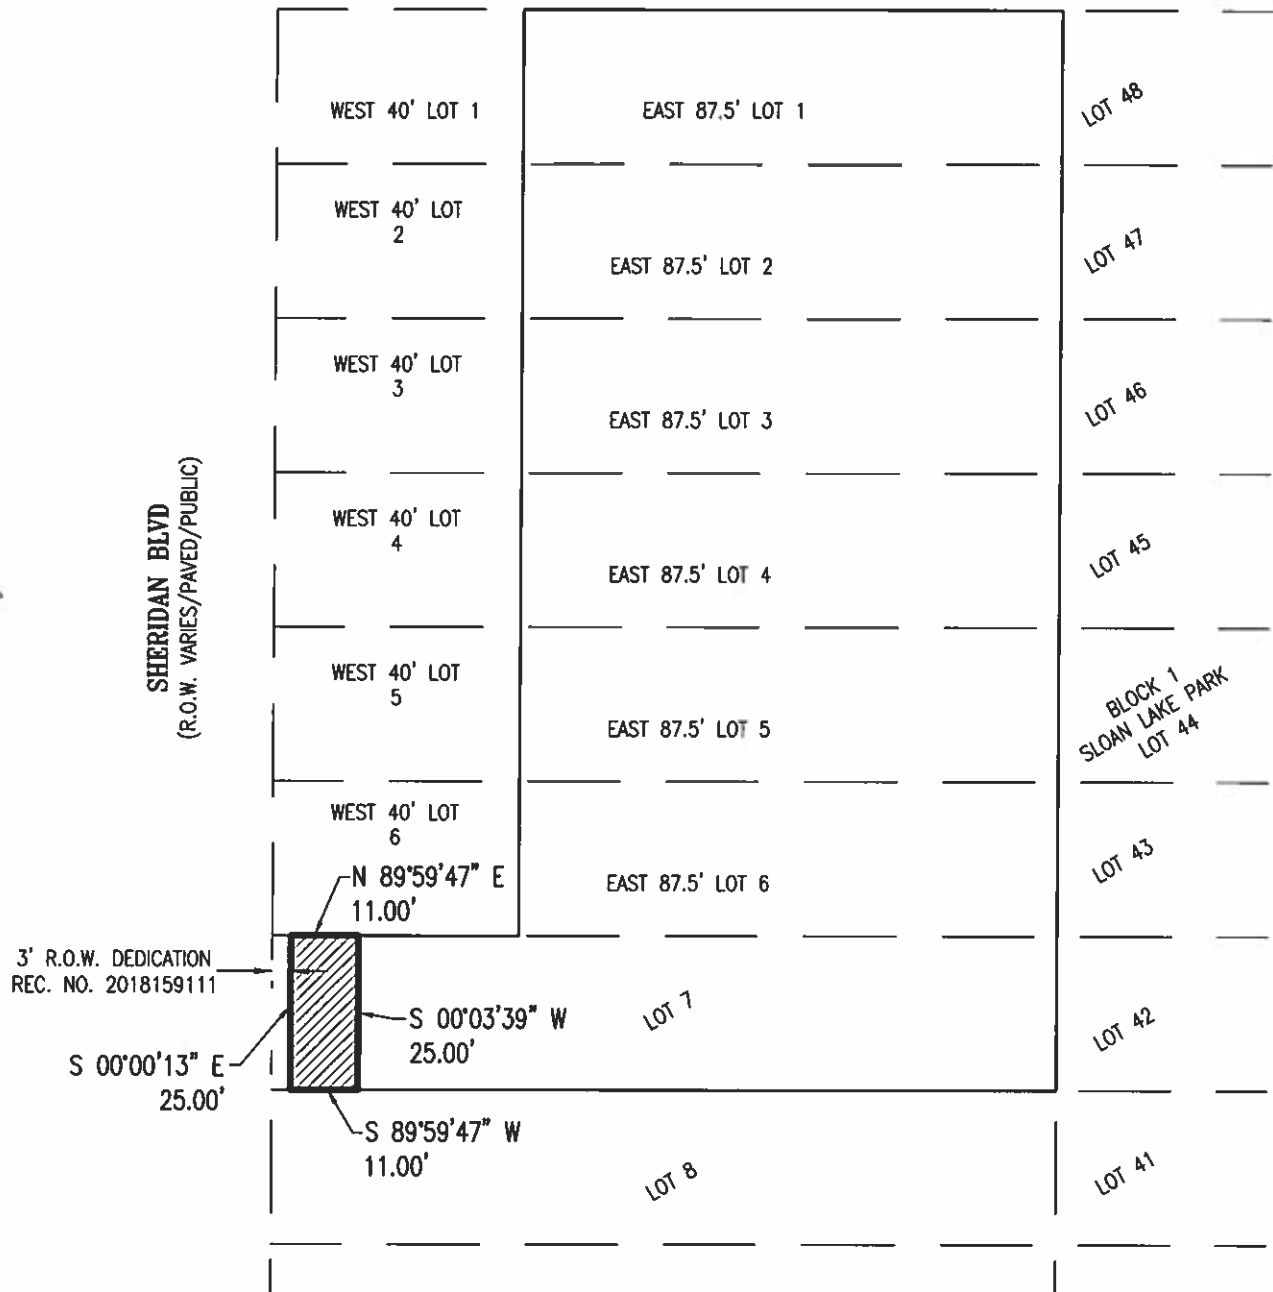 WEST 40' LOT 1
EAST 87.5' LOT 1
LOT 48
WEST 40' LOT
2
EAST 87.5' LOT 2
LOT 47
WEST 40' LOT
3
EAST 87.5' LOT 3
LOT 46
SHERIDAN BLVD
(R.O.W. VARIES/PAVED/PUBLIC)
WEST 40' LOT
4
EAST 87.5' LOT 4
LOT 45
WEST 40' LOT
5
EAST 87.5' LOT 5
BLOCK 1
SLOAN LAKE PARK
LOT 44
WEST 40' LOT
6
EAST 87.5' LOT 6
LOT 43
N 89°59'47" E
11.00'
3' R.O.W. DEDICATION
REC. NO. 2018159111
S 00°03'39" W
25.00'
LOT 7
LOT 42
S 00°00'13" E
25.00'
S 89°59'47" W
11.00'
LOT 8
LOT 41